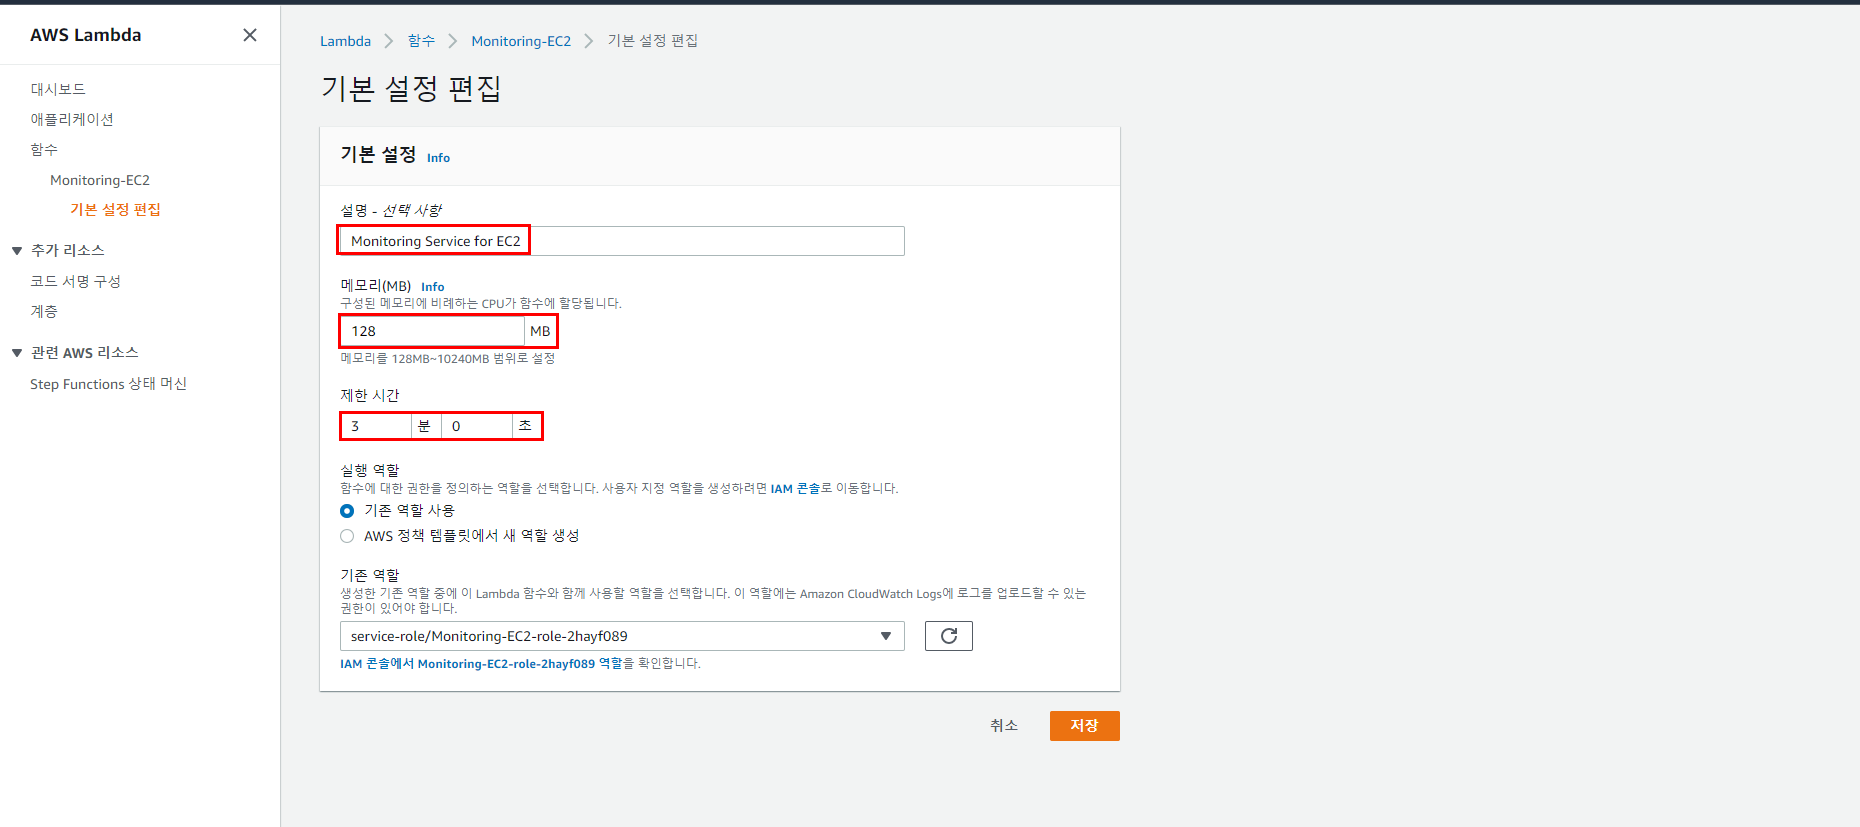 AWS Lambda
대시보드
애플리케이션
함수
Monitoring-EC2
기본 설정 편집
추가 리소스
코드 서명 구성
계층
관련 AWS 리소스
Step Functions 상태 머신
Lambda 함수 Monitoring-EC2 기본 설정 편집
기본 설정 편집
기본 설정 Info
설명 - 선택 사항
Monitoring Service for EC2
메모리(MB) Info
구성된 메모리에 비례하는 CPU가 함수에 할당됩니다.
128 MB
메모리를 128MB~10240MB 범위로 설정
제한 시간
3 분 0 초
실행 역할
함수에 대한 권한을 정의하는 역할을 선택합니다. 사용자 지정 역할을 생성하려면 IAM 콘솔로 이동합니다.
기존 역할 사용
AWS 정책 템플릿에서 새 역할 생성
기존 역할
생성한 기존 역할 중에 이 Lambda 함수와 함께 사용할 역할을 선택합니다. 이 역할에는 Amazon CloudWatch Logs에 로그를 업로드할 수 있는
권한이 있어야 합니다.
service-role/Monitoring-EC2-role-2hayf089
IAM 콘솔에서 Monitoring-EC2-role-2hayf089 역할을 확인합니다.
취소 저장